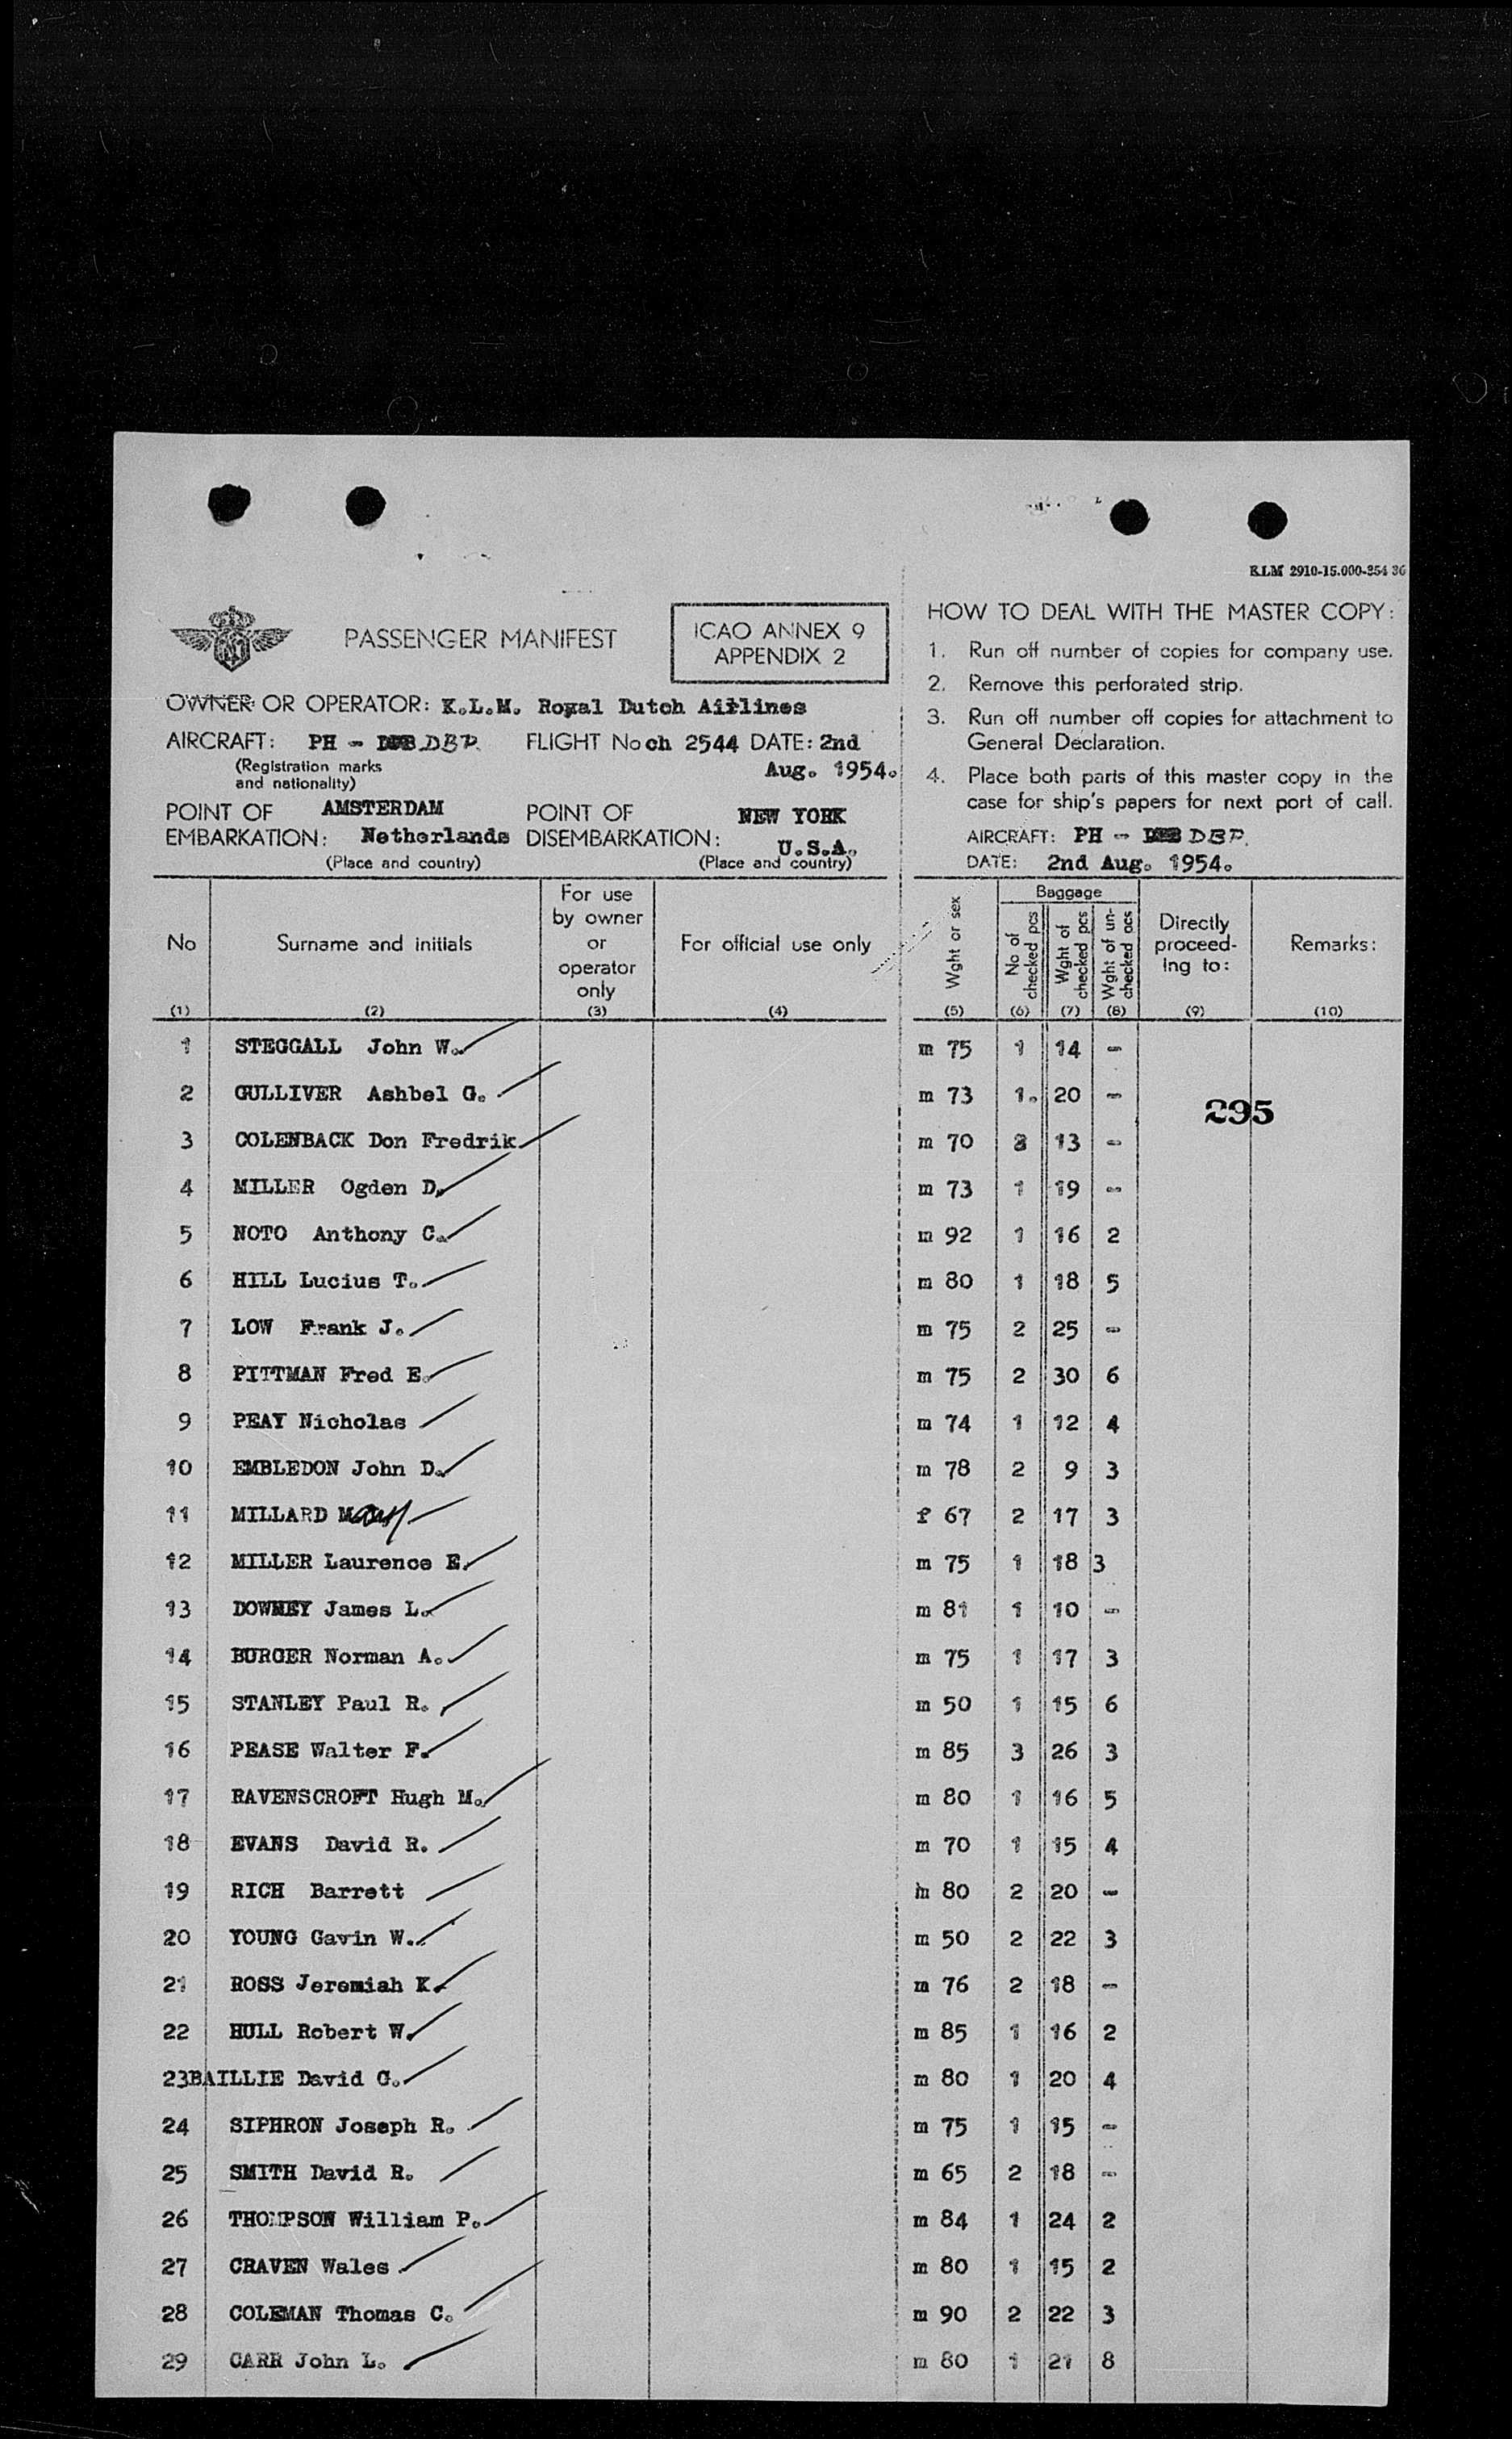 KLM 2910-15.000-254 36
PASSENGER MANIFEST
ICAO ANNEX 9
APPENDIX 2
OWNER OR OPERATOR: K.L.M. Royal Dutch Airlines
AIRCRAFT: PH - DBP. FLIGHT No ch 2544 DATE: 2nd
(Registration marks
and nationality)
Aug. 1954.
POINT OF AMSTERDAM POINT OF NEW YORK
EMBARKATION: Netherlands DISEMBARKATION: U.S.A.
(Place and country) (Place and country)
HOW TO DEAL WITH THE MASTER COPY:
1. Run off number of copies for company use.
2. Remove this perforated strip.
3. Run off number off copies for attachment to
General Declaration.
4. Place both parts of this master copy in the
case for ship's papers for next port of call.
AIRCRAFT: PH - DBP.
DATE: 2nd Aug. 1954.
No
(1)
Surname and initials
(2)
For use
by owner
or
operator
only
(3)
For official use only
(4)
Wght or sex
(5)
Baggage
No of
checked pcs
(6)
Wght of
checked pcs
(7)
Wght of un-
checked pcs
(8)
Directly
proceed-
ing to:
(9)
Remarks:
(10)
1 STEGGALL John W. m 75 1 14 -
2 GULLIVER Ashbel G. m 73 1. 20 -
295
3 COLENBACK Don Fredrik m 70 13 -
4 MILLER Ogden D. m 73 1 19 -
5 NOTO Anthony C. m 92 1 16 2
6 HILL Lucius T. m 80 1 18 5
7 LOW Frank J. m 75 2 25 -
8 PITTMAN Fred E. m 75 2 30 6
9 PEAY Nicholas m 74 1 12 4
10 EMBLEDON John D. m 78 2 9 3
11 MILLARD Mary f 67 2 17 3
12 MILLER Laurence E. m 75 1 18 3
13 DOWNEY James L. m 81 1 10 -
14 BURGER Norman A. m 75 1 17 3
15 STANLEY Paul R. m 50 1 15 6
16 PEASE Walter F. m 85 3 26 3
17 RAVENSCROFT Hugh M. m 80 1 16 5
18 EVANS David R. m 70 1 15 4
19 RICH Barrett m 80 2 20 -
20 YOUNG Gavin W. m 50 2 22 3
21 ROSS Jeremiah K. m 76 2 18 -
22 HULL Robert W. m 85 1 16 2
23 BAILLIE David G. m 80 1 20 4
24 SIPHRON Joseph R. m 75 1 15 -
25 SMITH David R. m 65 2 18 -
26 THOMPSON William P. m 84 1 24 2
27 CRAVEN Wales m 80 1 15 2
28 COLEMAN Thomas C. m 90 2 22 3
29 CARR John L. m 80 1 21 8